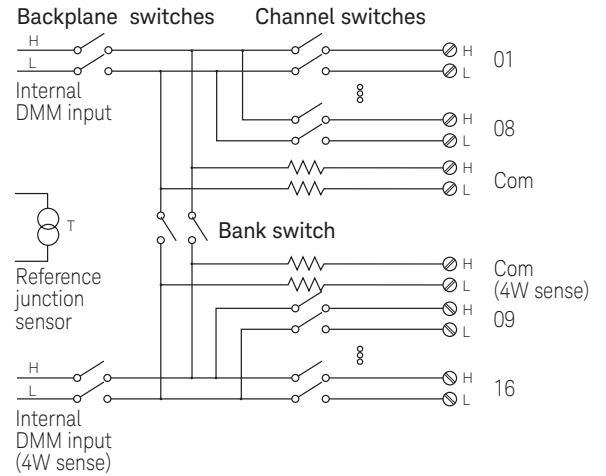 Backplane switches
Channel switches
H
L
Internal
DMM input
H
L
01
H
L
08
H
L
Com
T
Reference
junction
sensor
Bank switch
H
L
Com
(4W sense)
H
L
09
H
L
Internal
DMM input
(4W sense)
H
L
16